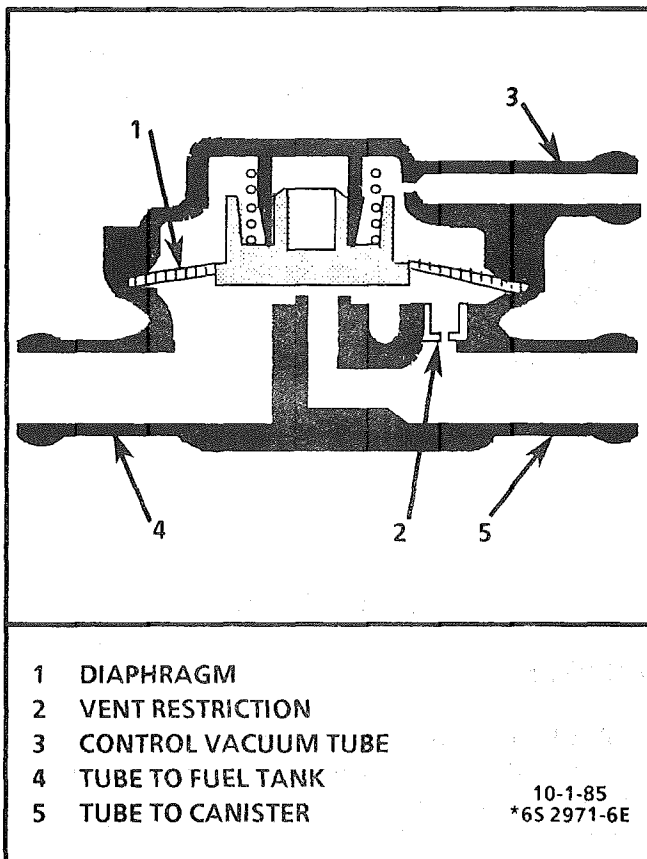 3
1
4
2
5
1 DIAPHRAGM
2 VENT RESTRICTION
3 CONTROL VACUUM TUBE
4 TUBE TO FUEL TANK
5 TUBE TO CANISTER
10-1-85
*6S 2971-6E